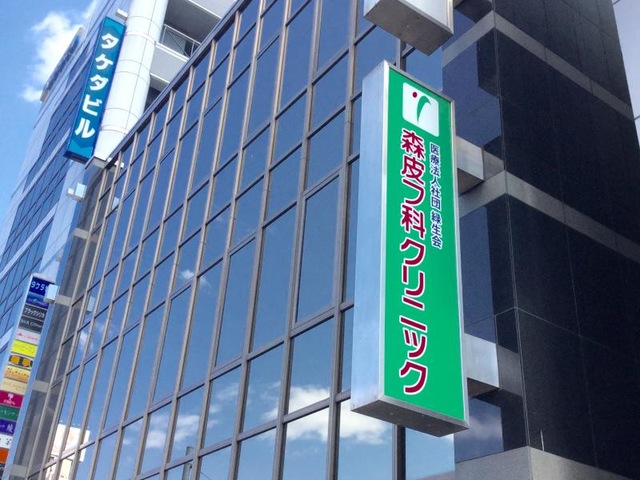 タケダビル
医療法人社団 緑生会
森皮フ科クリニック